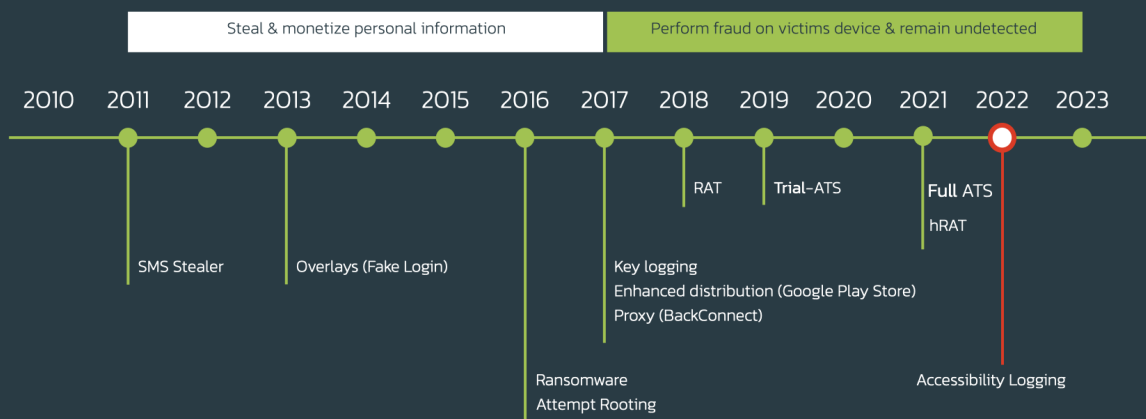 Steal & monetize personal information
Perform fraud on victims device & remain undetected
2010 2011 2012 2013 2014 2015 2016 2017 2018 2019 2020 2021 2022 2023
RAT
Trial-ATS
Full ATS
hRAT
SMS Stealer
Overlays (Fake Login)
Key logging
Enhanced distribution (Google Play Store)
Proxy (BackConnect)
Ransomware
Attempt Rooting
Accessibility Logging